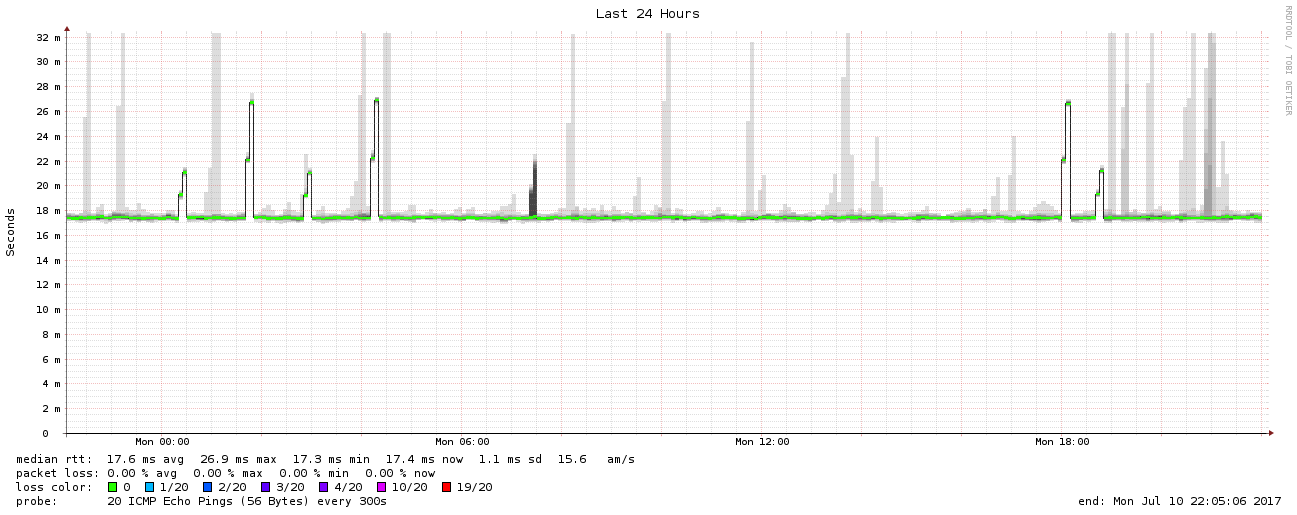 Last 24 Hours
RRDTOOL / TOBI OETIKER
Seconds
32 m
30 m
28 m
26 m
24 m
22 m
20 m
18 m
16 m
14 m
12 m
10 m
8 m
6 m
4 m
2 m
0
Mon 00:00 Mon 06:00 Mon 12:00 Mon 18:00
median rtt: 17.6 ms avg 26.9 ms max 17.3 ms min 17.4 ms now 1.1 ms sd 15.6 am/s
packet loss: 0.00 % avg 0.00 % max 0.00 % min 0.00 % now
loss color: 0 1/20 2/20 3/20 4/20 10/20 19/20
probe: 20 ICMP Echo Pings (56 Bytes) every 300s end: Mon Jul 10 22:05:06 2017